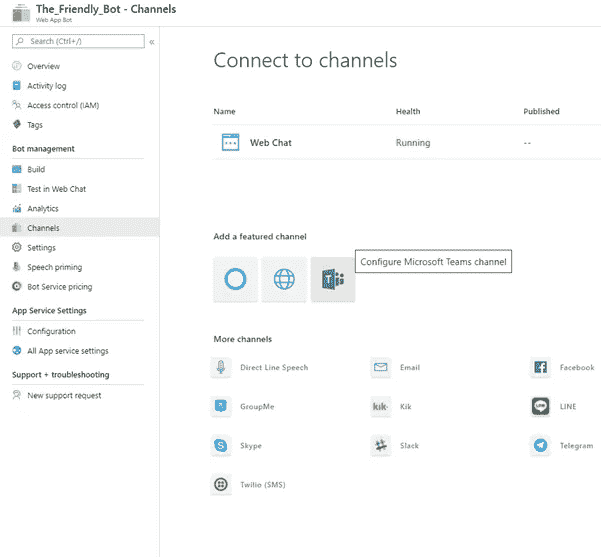 The_Friendly_Bot - Channels
Web App Bot
Search (Ctrl+/)
«
Overview
Activity log
Access control (IAM)
Tags
Bot management
Build
Test in Web Chat
Analytics
Channels
Settings
Speech priming
Bot Service pricing
App Service Settings
Configuration
All App service settings
Support + troubleshooting
New support request
Connect to channels
Name Health Published
Web Chat Running --
Add a featured channel
Configure Microsoft Teams channel
More channels
Direct Line Speech Email Facebook
GroupMe kik. Kik LINE LINE
Skype Slack Telegram
Twilio (SMS)